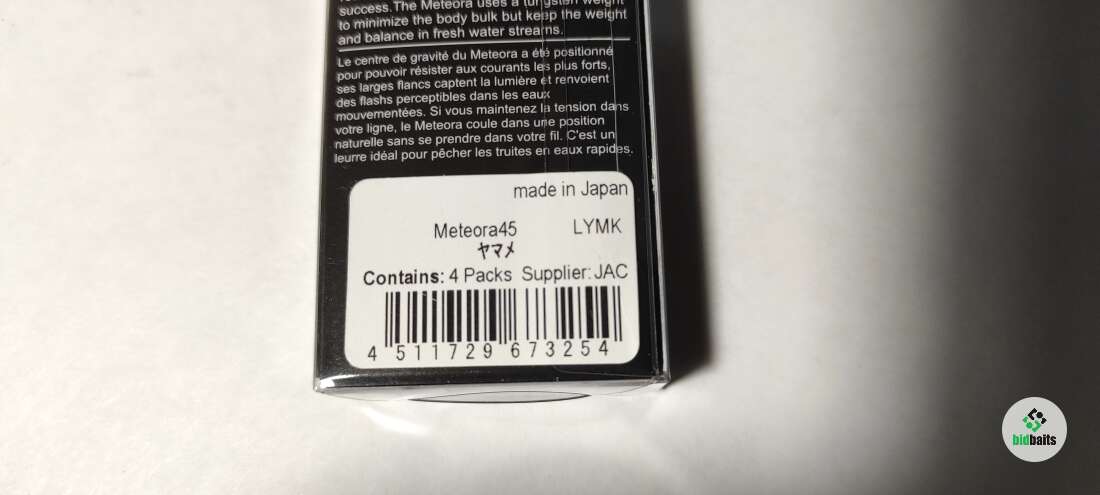 success. The Meteora uses a tungsten weight
to minimize the body bulk but keep the weight
and balance in fresh water streams.
Le centre de gravité du Meteora a été positionné
pour pouvoir résister aux courants les plus forts,
ses larges flancs captent la lumière et renvoient
des flashs perceptibles dans les eaux
mouvementées. Si vous maintenez la tension dans
votre ligne, le Meteora coule dans une position
naturelle sans se prendre dans votre fil. C'est un
leurre idéal pour pêcher les truites en eaux rapides.
made in Japan
Meteora45 LYMK
ヤマメ
Contains: 4 Packs Supplier: JAC
4 511729 673254
bidbaits